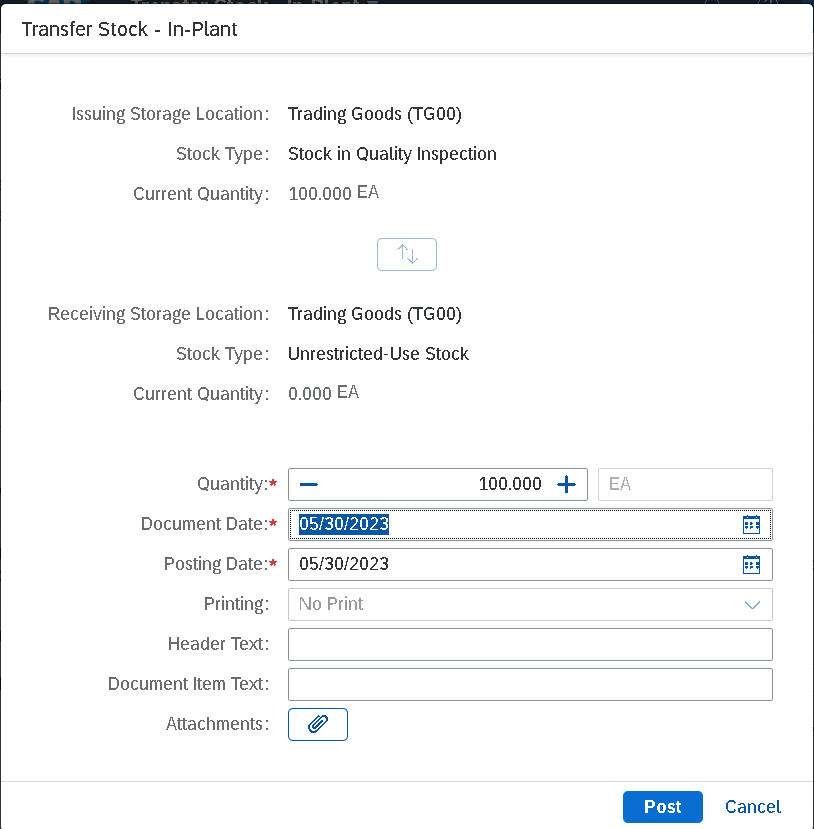 Transfer Stock - In-Plant
Issuing Storage Location: Trading Goods (TG00)
Stock Type: Stock in Quality Inspection
Current Quantity: 100.000 EA
Receiving Storage Location: Trading Goods (TG00)
Stock Type: Unrestricted-Use Stock
Current Quantity: 0.000 EA
Quantity:* 100.000 EA
Document Date:* 05/30/2023
Posting Date:* 05/30/2023
Printing: No Print
Header Text:
Document Item Text:
Attachments:
Post Cancel